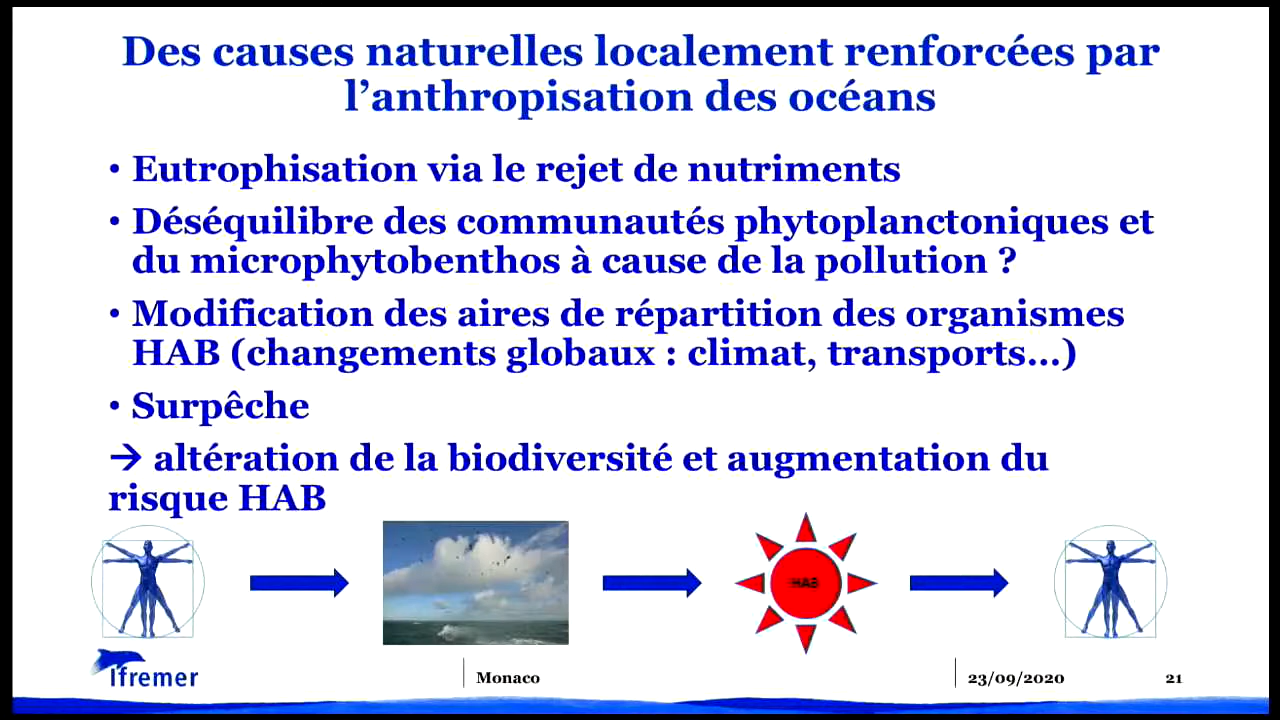 Des causes naturelles localement renforcées par
l’anthropisation des océans
• Eutrophisation via le rejet de nutriments
• Déséquilibre des communautés phytoplanctoniques et
du microphytobenthos à cause de la pollution ?
• Modification des aires de répartition des organismes
HAB (changements globaux : climat, transports…)
• Surpêche
→ altération de la biodiversité et augmentation du
risque HAB
HAB
Ifremer
Monaco
23/09/2020
21